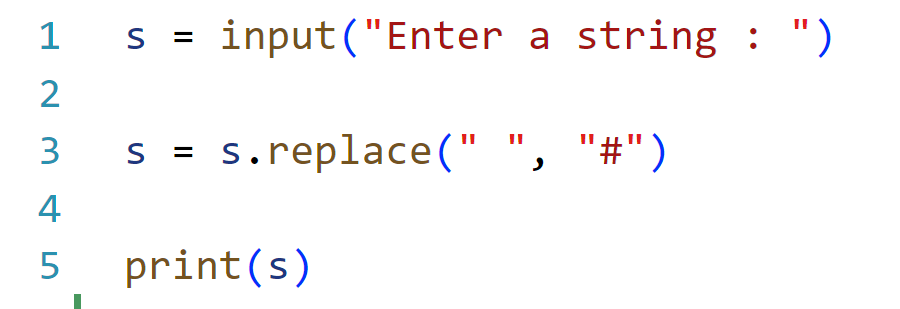 1 s = input("Enter a string : ")
2
3 s = s.replace(" ", "#")
4
5 print(s)